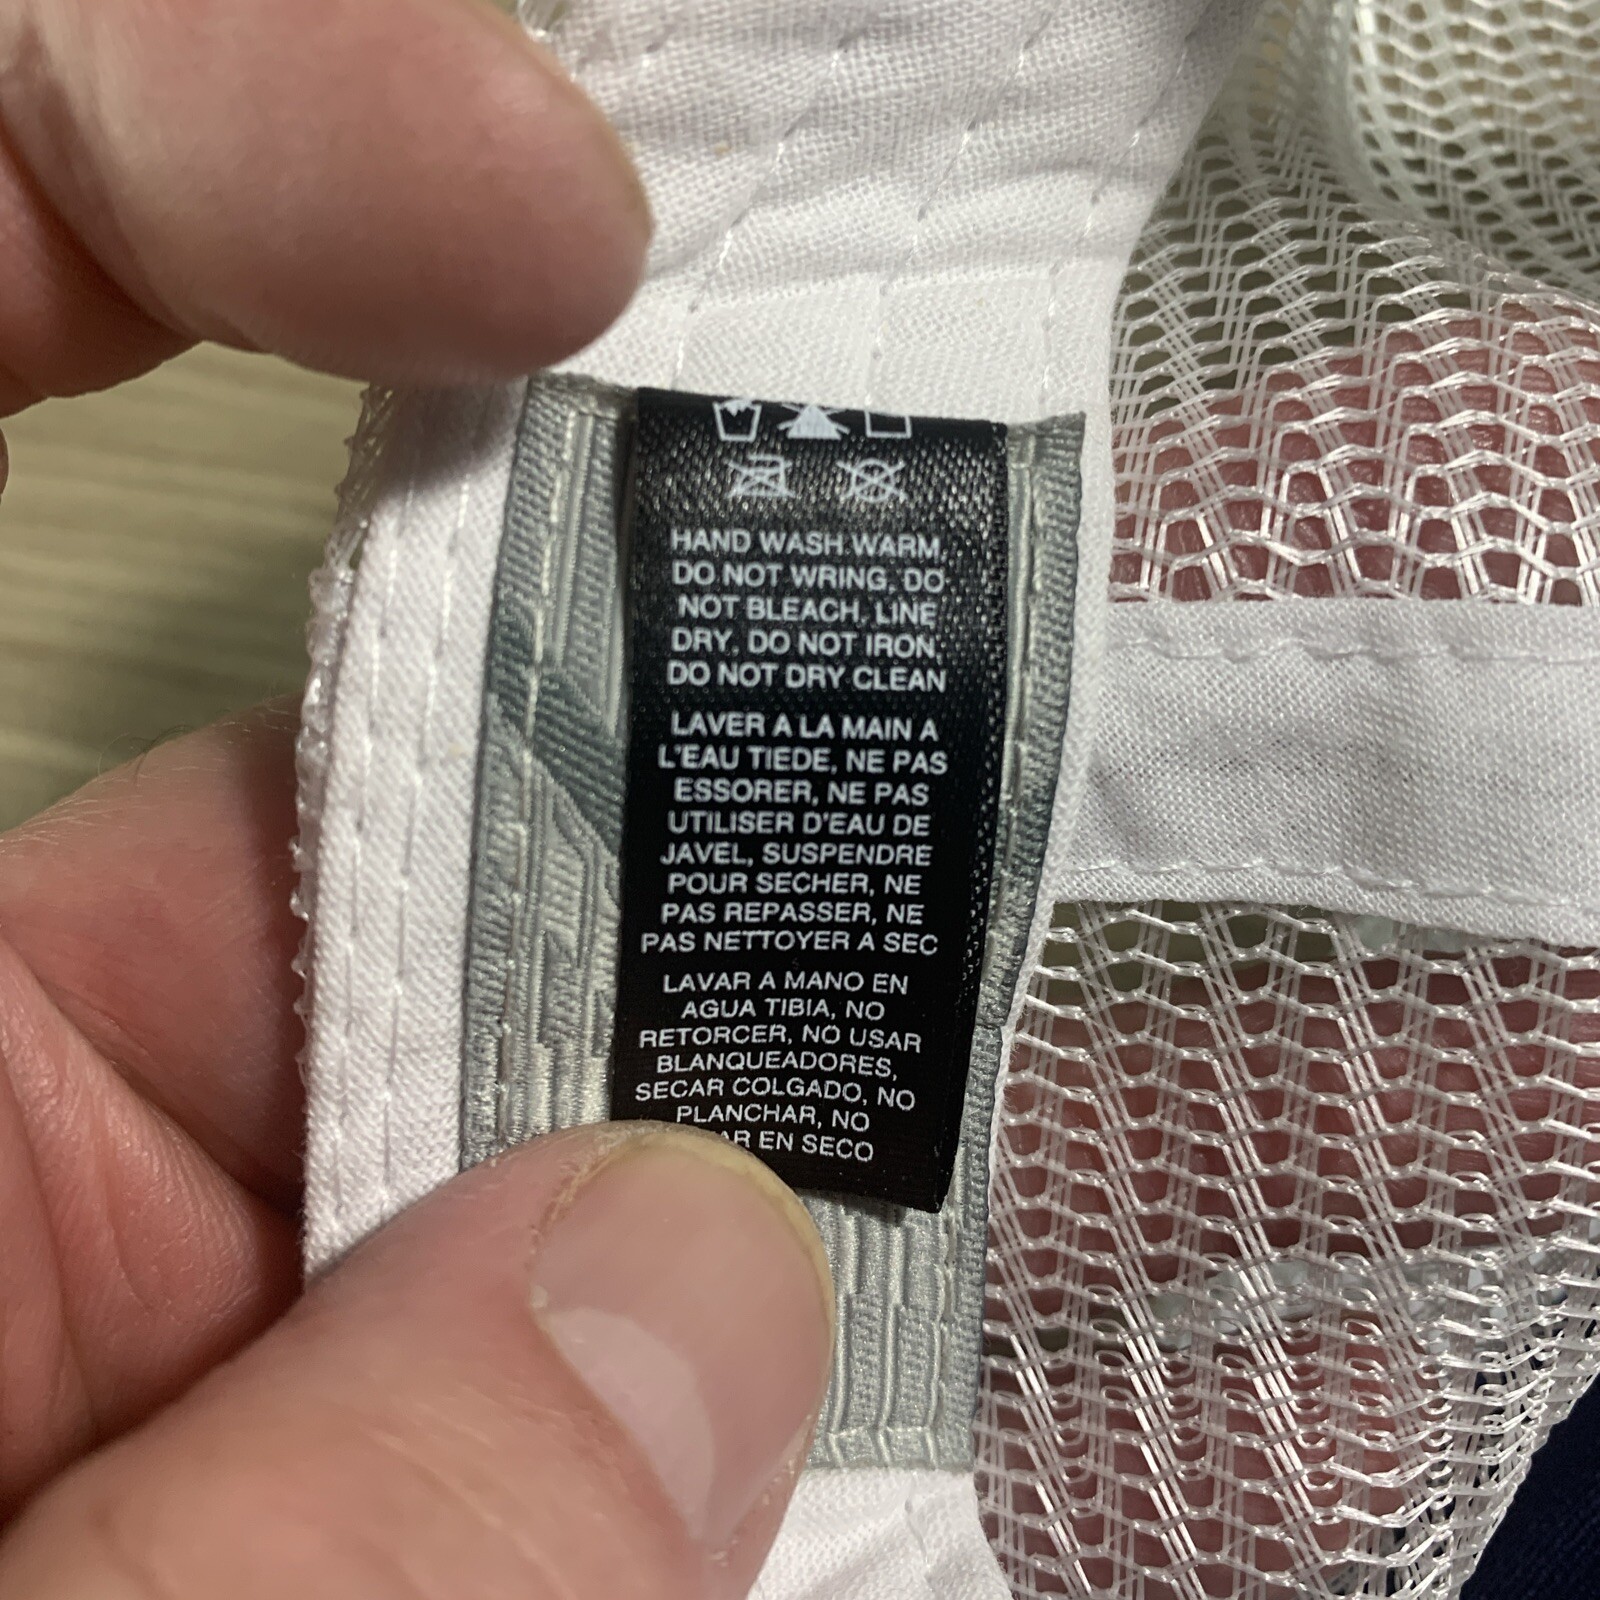 HAND WASH WARM,
DO NOT WRING, DO
NOT BLEACH, LINE
DRY, DO NOT IRON,
DO NOT DRY CLEAN
LAVER A LA MAIN A
L'EAU TIEDE, NE PAS
ESSORER, NE PAS
UTILISER D'EAU DE
JAVEL, SUSPENDRE
POUR SECHER, NE
PAS REPASSER, NE
PAS NETTOYER A SEC
LAVAR A MANO EN
AGUA TIBIA, NO
RETORCER, NO USAR
BLANQUEADORES,
SECAR COLGADO, NO
PLANCHAR, NO
EN SECO